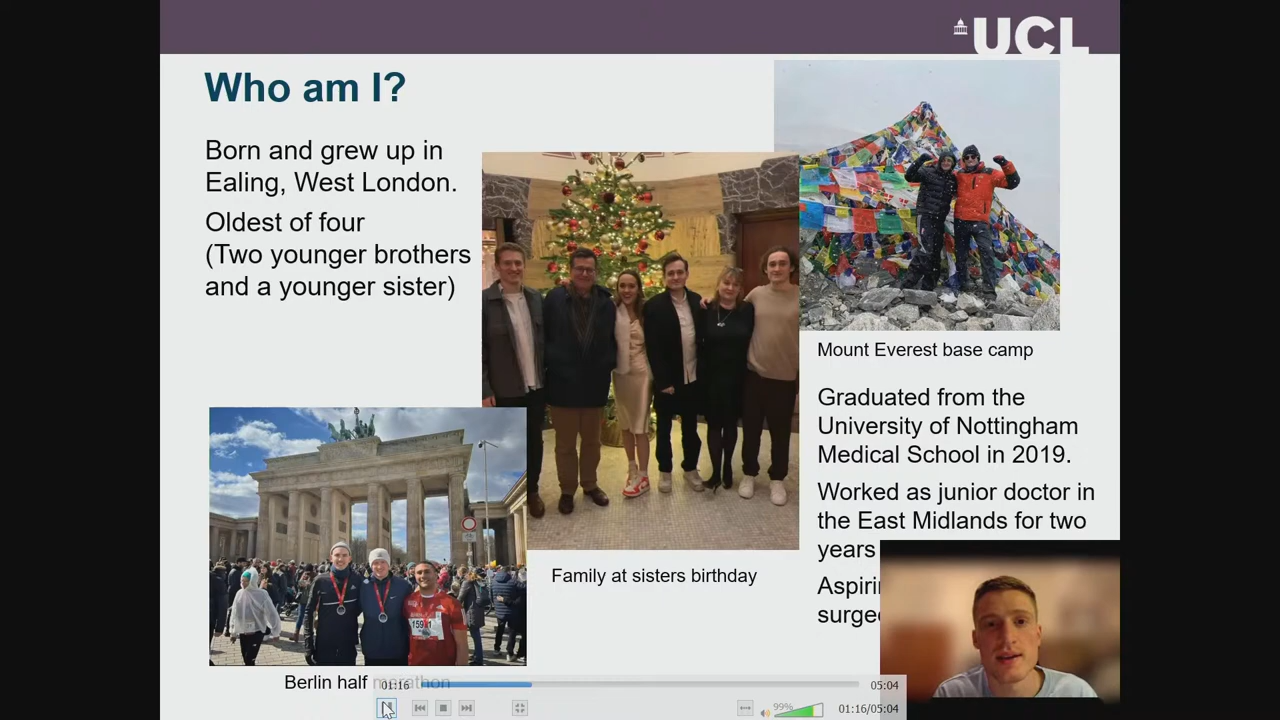 UCL
Who am I?
Born and grew up in
Ealing, West London.
Oldest of four
(Two younger brothers
and a younger sister)
Mount Everest base camp
Graduated from the
University of Nottingham
Medical School in 2019.
Worked as junior doctor in
the East Midlands for two
years
Family at sisters birthday
Berlin half marathon
01:16
05:04
99%
01:16/05:04